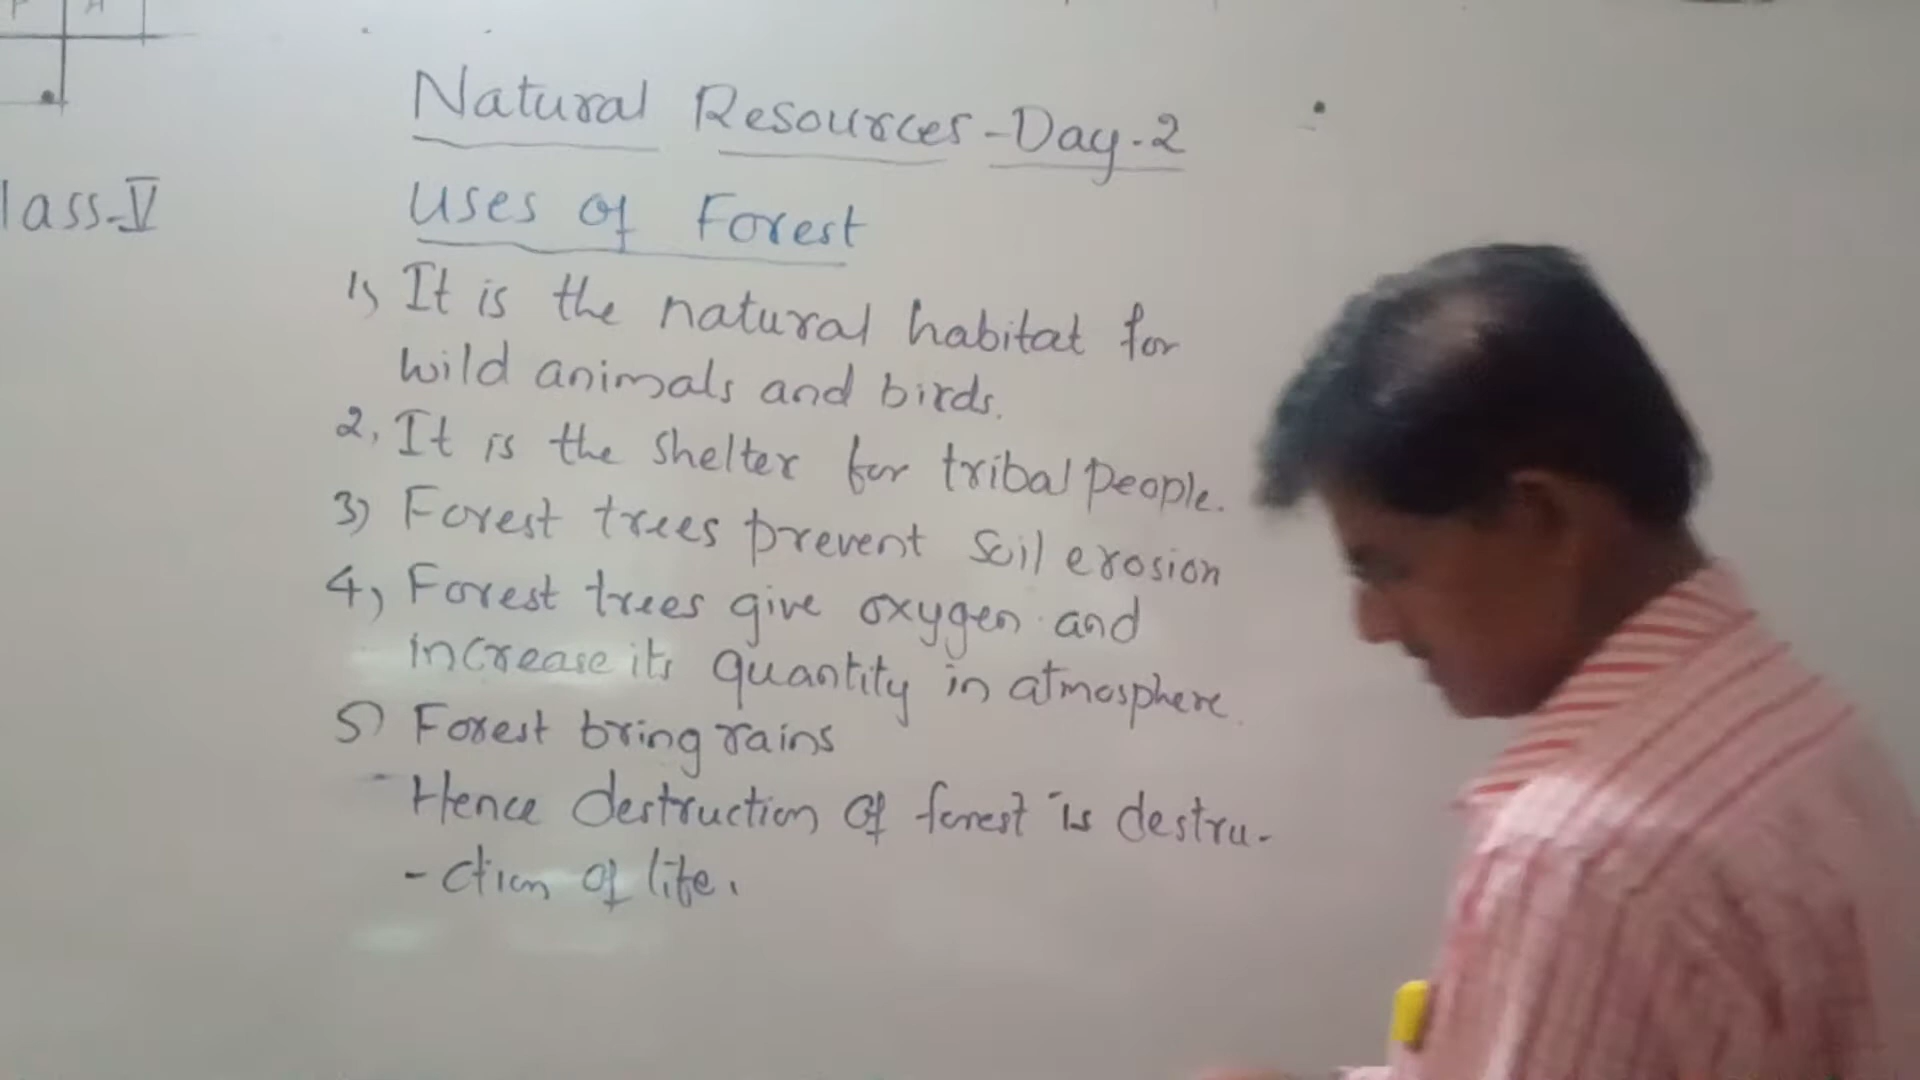 Natural Resources-Day-2
lass-V
Uses of Forest
1) It is the natural habitat for
wild animals and birds.
2, It is the shelter for tribal people.
3) Forest trees prevent soil erosion
4) Forest trees give oxygen and
increase its quantity in atmosphere.
5) Forest bring rains
Hence destruction of forest is destru-
-ction of life.